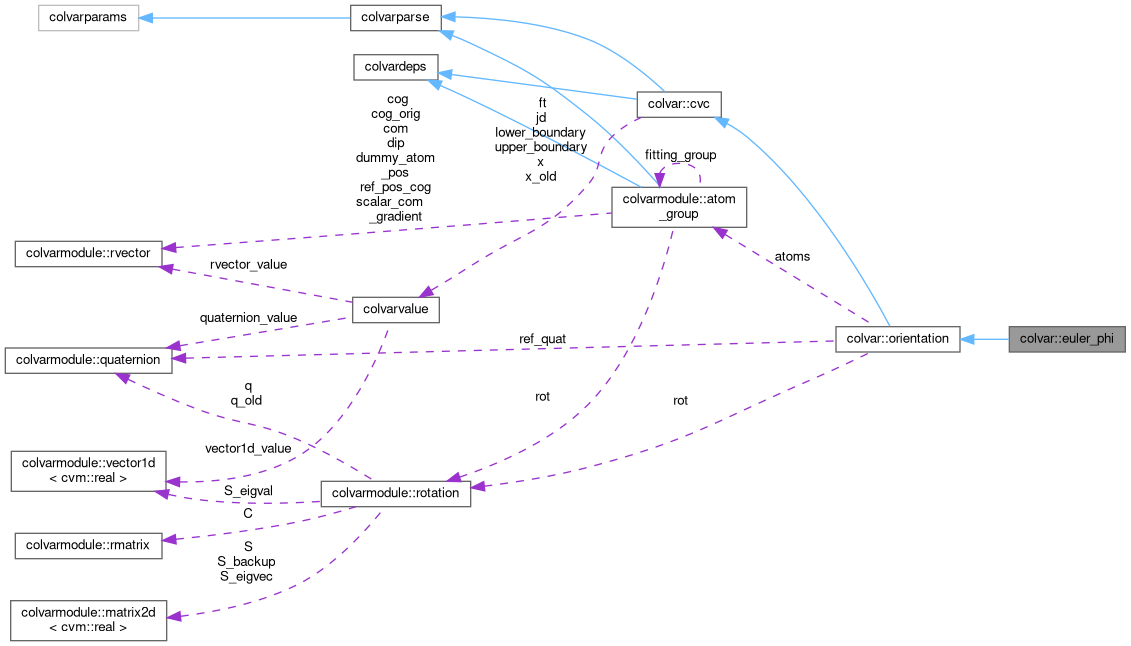 colvarparams
colvarparse
colvardeps
colvar::cvc
cog
cog_orig
com
dip
dummy_atom
_pos
ref_pos_cog
scalar_com
_gradient
ft
jd
lower_boundary
upper_boundary
x
x_old
fitting_group
colvarmodule::atom
_group
colvarmodule::rvector
rvector_value
atoms
colvarvalue
quaternion_value
colvarmodule::quaternion
ref_quat
colvar::orientation
colvar::euler_phi
q
q_old
rot
rot
vector1d_value
colvarmodule::vector1d
< cvm::real >
S_eigval
colvarmodule::rotation
C
colvarmodule::rmatrix
S
S_backup
S_eigvec
colvarmodule::matrix2d
< cvm::real >